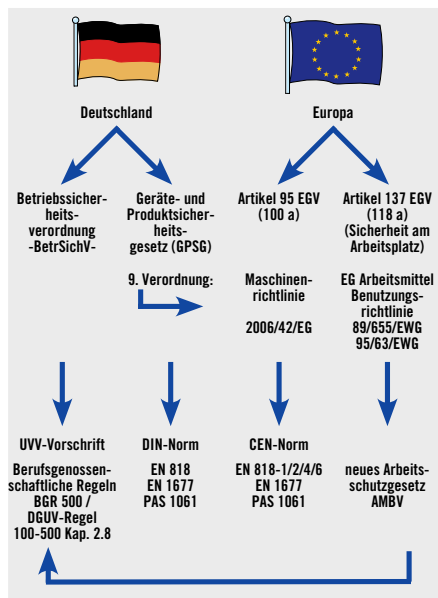 Deutschland
Europa
Betriebssicher-
heits-
verordnung
-BetrSichV-
Geräte- und
Produktsicher-
heits-
gesetz (GPSG)
Artikel 95 EGV
(100 a)
Artikel 137 EGV
(118 a)
(Sicherheit am
Arbeitsplatz)
9. Verordnung:
Maschinen-
richtlinie
2006/42/EG
EG Arbeitsmittel
Benutzungs-
richtlinie
89/655/EWG
95/63/EWG
UVV-Vorschrift
Berufsgenossen-
schaftliche Regeln
BGR 500 /
DGUV-Regel
100-500 Kap. 2.8
DIN-Norm
EN 818
EN 1677
PAS 1061
CEN-Norm
EN 818-1/2/4/6
EN 1677
PAS 1061
neues Arbeits-
schutzgesetz
AMBV